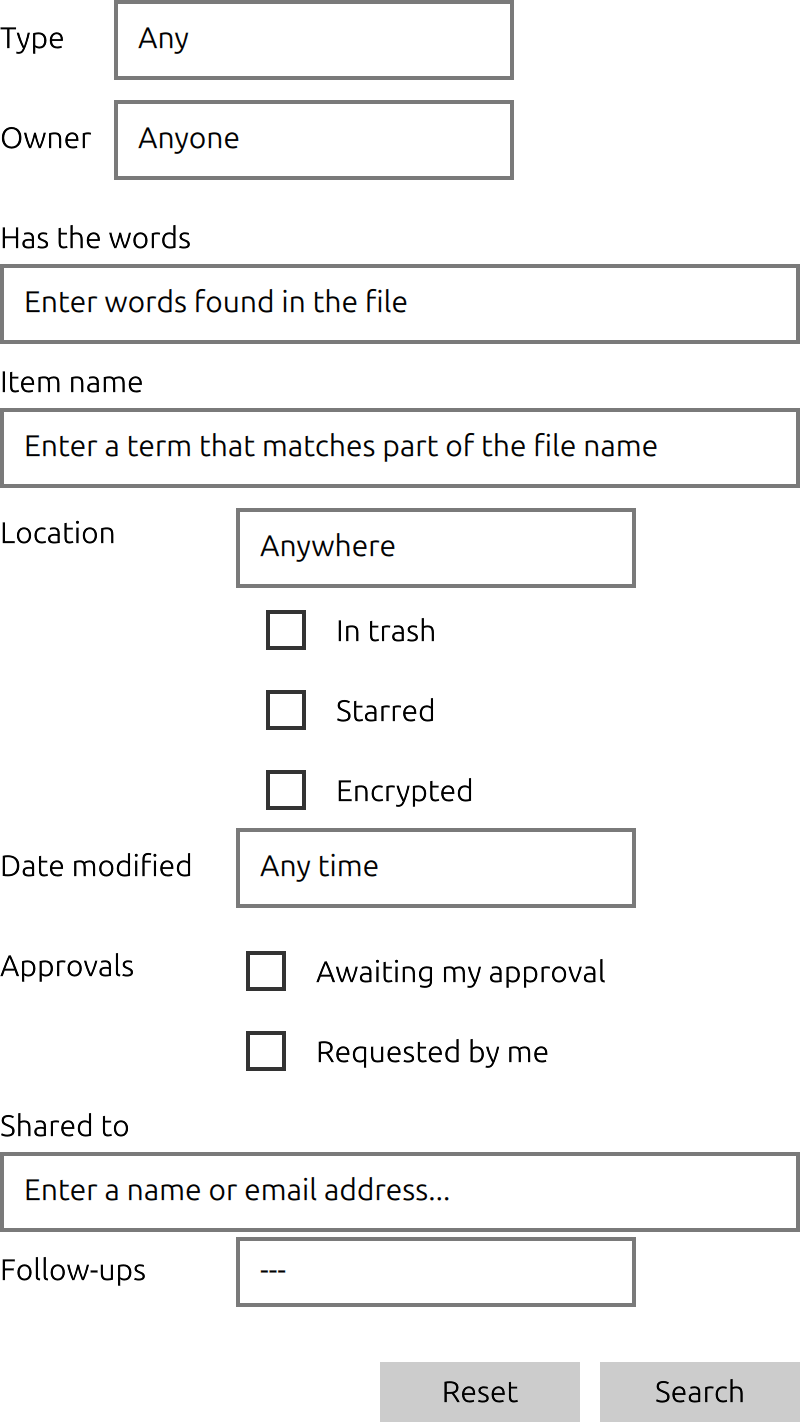 Type Any
Owner Anyone
Has the words
Enter words found in the file
Item name
Enter a term that matches part of the file name
Location Anywhere
In trash
Starred
Encrypted
Date modified Any time
Approvals Awaiting my approval
Requested by me
Shared to
Enter a name or email address...
Follow-ups ---
Reset Search